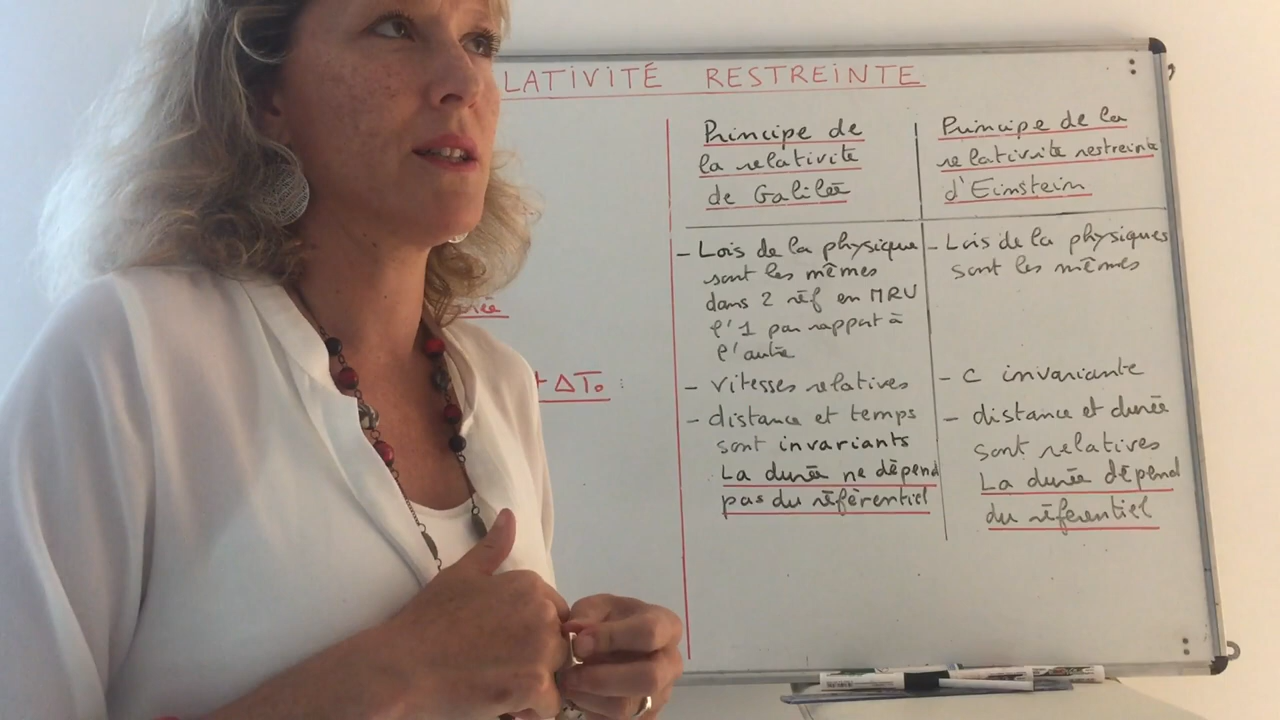 LATIVITÉ RESTREINTE
Principe de
la relativité
de Galilée
- Lois de la physique
sont les mêmes
dans 2 réf en MRU
l'1 par rapport à
l'autre
- vitesses relatives
- distance et temps
sont invariants
La durée ne dépend
pas du référentiel
Principe de la
relativité restreinte
d'Einstein
- Lois de la physiques
sont les mêmes
- C invariante
- distance et durée
sont relatives
La durée dépend
du référentiel
ΔT₀ :